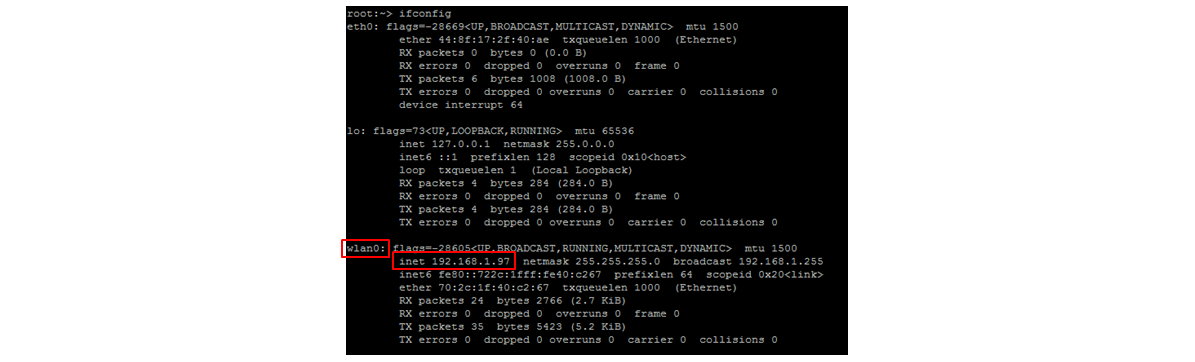 root:~> ifconfig
eth0: flags=-28669<UP,BROADCAST,MULTICAST,DYNAMIC>  mtu 1500
ether 44:8f:17:2f:40:ae  txqueuelen 1000  (Ethernet)
RX packets 0  bytes 0 (0.0 B)
RX errors 0  dropped 0  overruns 0  frame 0
TX packets 6  bytes 1008 (1008.0 B)
TX errors 0  dropped 0 overruns 0  carrier 0  collisions 0
device interrupt 64
lo: flags=73<UP,LOOPBACK,RUNNING>  mtu 65536
inet 127.0.0.1  netmask 255.0.0.0
inet6 ::1  prefixlen 128  scopeid 0x10<host>
loop  txqueuelen 1  (Local Loopback)
RX packets 4  bytes 284 (284.0 B)
RX errors 0  dropped 0  overruns 0  frame 0
TX packets 4  bytes 284 (284.0 B)
TX errors 0  dropped 0 overruns 0  carrier 0  collisions 0
wlan0: flags=-28605<UP,BROADCAST,RUNNING,MULTICAST,DYNAMIC>  mtu 1500
inet 192.168.1.97  netmask 255.255.255.0  broadcast 192.168.1.255
inet6 fe80::722c:1fff:fe40:c267  prefixlen 64  scopeid 0x20<link>
ether 70:2c:1f:40:c2:67  txqueuelen 1000  (Ethernet)
RX packets 24  bytes 2766 (2.7 KiB)
RX errors 0  dropped 0  overruns 0  frame 0
TX packets 35  bytes 5423 (5.2 KiB)
TX errors 0  dropped 0 overruns 0  carrier 0  collisions 0